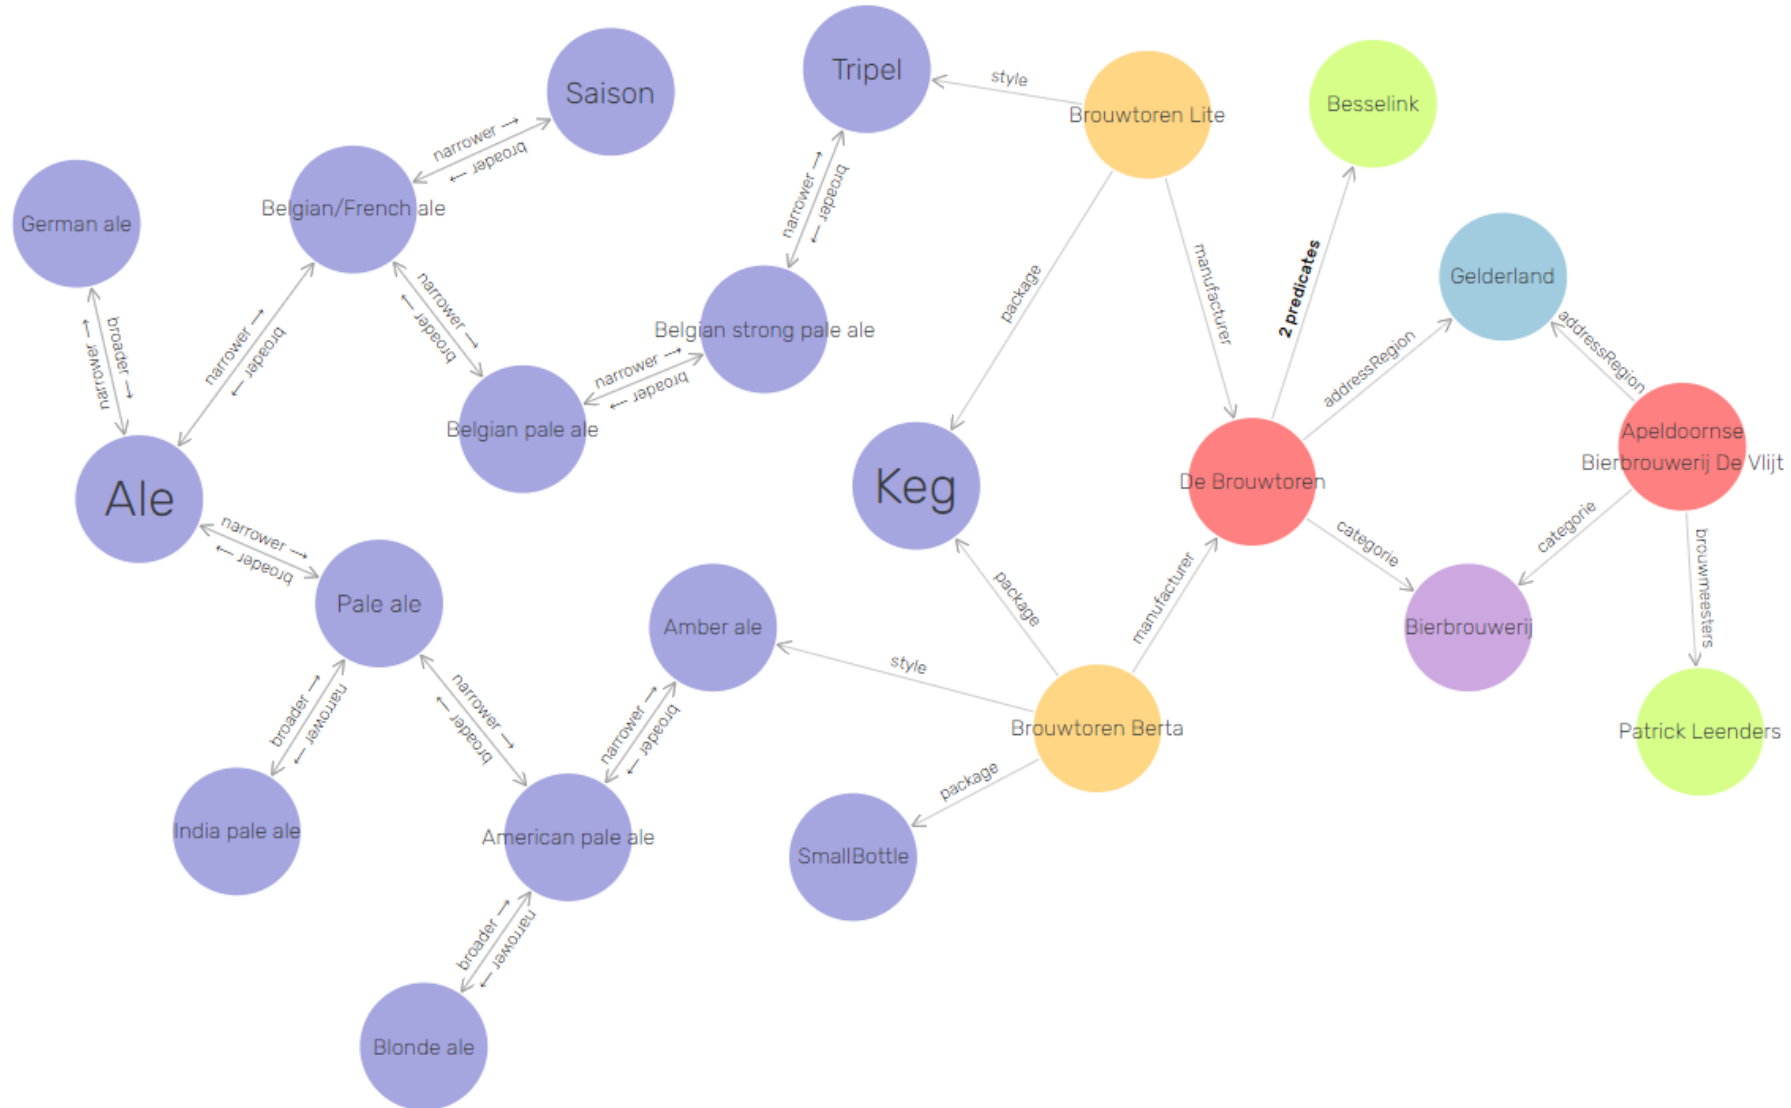 Tripel
Saison
Brouwtoren Lite
Besselink
style
narrower →
← broader
Belgian/French ale
German ale
narrower →
← broader
Gelderland
Belgian strong pale ale
package
manufacturer
2 predicates
addressRegion
addressRegion
broader →
← narrower
narrower →
← broader
narrower →
← broader
narrower →
← broader
Belgian pale ale
Apeldoornse
Bierbrouwerij De Vlijt
Keg
De Brouwtoren
Ale
narrower →
← broader
categorie
categorie
brouwmeesters
Pale ale
Amber ale
package
manufacturer
Bierbrouwerij
style
Brouwtoren Berta
Patrick Leenders
broader →
← narrower
narrower →
← broader
narrower →
← broader
package
India pale ale
American pale ale
SmallBottle
broader →
← narrower
Blonde ale